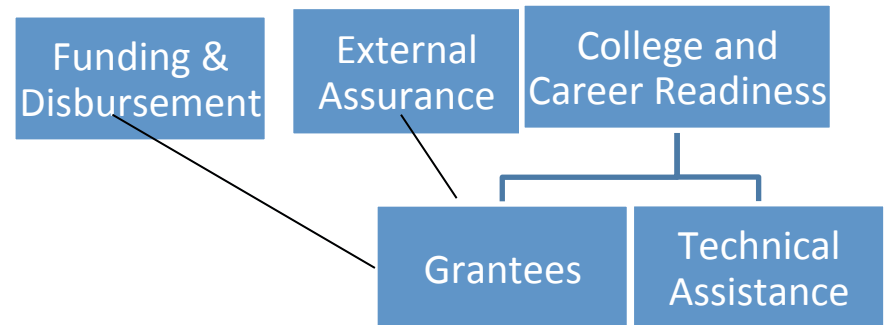 Funding &
Disbursement
External
Assurance
College and
Career Readiness
Grantees
Technical
Assistance